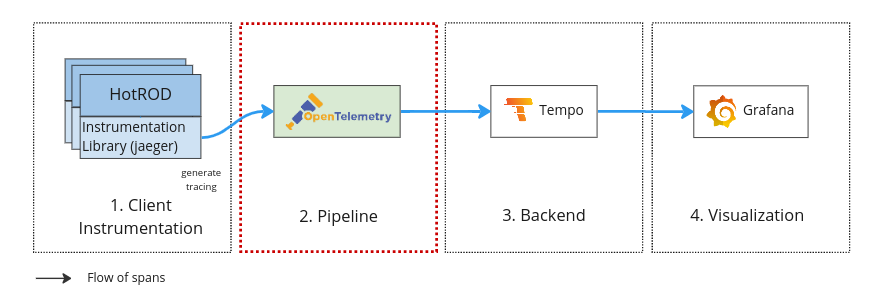 HotROD
Instrumentation
Library (jaeger)
generate
tracing
1. Client
Instrumentation
OpenTelemetry
2. Pipeline
Tempo
3. Backend
Grafana
4. Visualization
Flow of spans